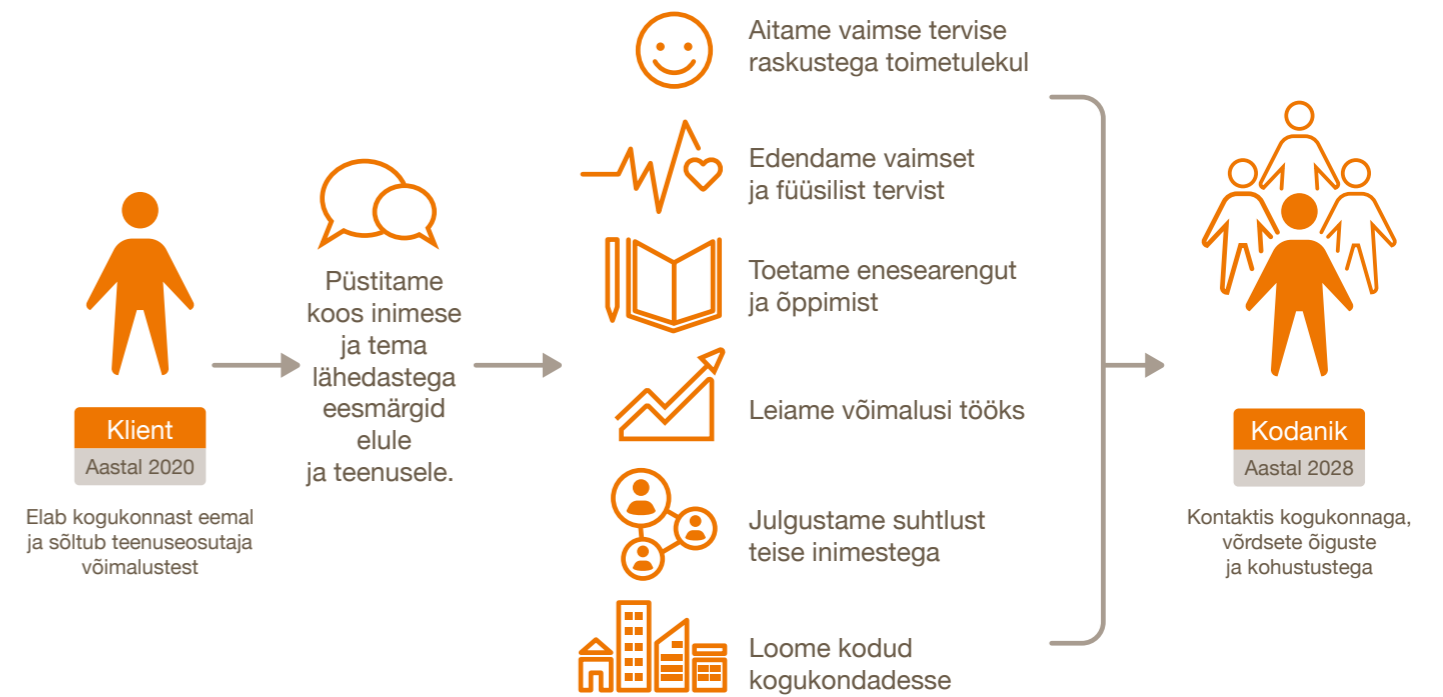 Klient
Aastal 2020
Elab kogukonnast eemal
ja sõltub teenuseosutaja
võimalustest
Püstitame
koos inimese
ja tema
lähedastega
eesmärgid
elule
ja teenusele.
Aitame vaimse tervise
raskustega toimetulekul
Edendame vaimset
ja füüsilist tervist
Toetame enesearengut
ja õppimist
Leiame võimalusi tööks
Julgustame suhtlust
teise inimestega
Loome kodud
kogukondadesse
Kodanik
Aastal 2028
Kontaktis kogukonnaga,
võrdsete õiguste
ja kohustustega